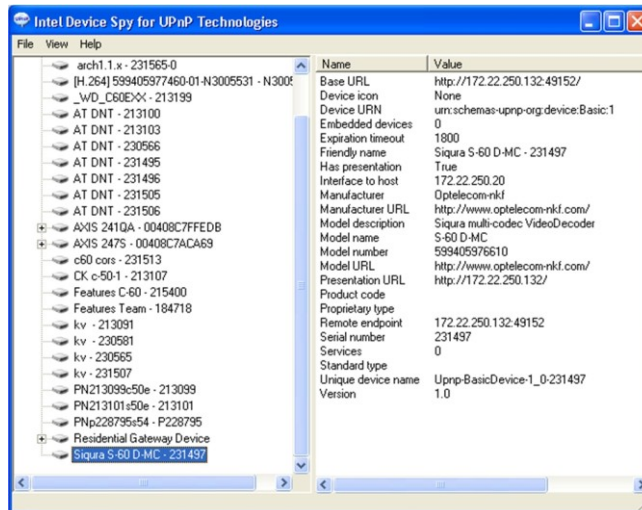 Intel Device Spy for UPnP Technologies
File View Help
arch1.1.x - 231565-0
[H.264] 599405977460-01-N3005531 - N3005
_WD_C60EXX - 213199
AT DNT - 213100
AT DNT - 213103
AT DNT - 230566
AT DNT - 231495
AT DNT - 231496
AT DNT - 231505
AT DNT - 231506
AXIS 241QA - 00408C7FFEDB
AXIS 247S - 00408C7ACA69
c60 cors - 231513
CK c-50-1 - 213107
Features C-60 - 215400
Features Team - 184718
kv - 213091
kv - 230581
kv - 230565
kv - 231507
PN213099c50e - 213099
PN213101s50e - 213101
PNp228795s54 - P228795
Residential Gateway Device
Siqura S-60 D-MC - 231497
Name Value
Base URL http://172.22.250.132:49152/
Device icon None
Device URN urn:schemas-upnp-org:device:Basic:1
Embedded devices 0
Expiration timeout 1800
Friendly name Siqura S-60 D-MC - 231497
Has presentation True
Interface to host 172.22.250.20
Manufacturer Optelecom-nkf
Manufacturer URL http://www.optelecom-nkf.com/
Model description Siqura multi-codec VideoDecoder
Model name S-60 D-MC
Model number 599405976610
Model URL http://www.optelecom-nkf.com/
Presentation URL http://172.22.250.132/
Product code
Proprietary type
Remote endpoint 172.22.250.132:49152
Serial number 231497
Services 0
Standard type
Unique device name Upnp-BasicDevice-1_0-231497
Version 1.0